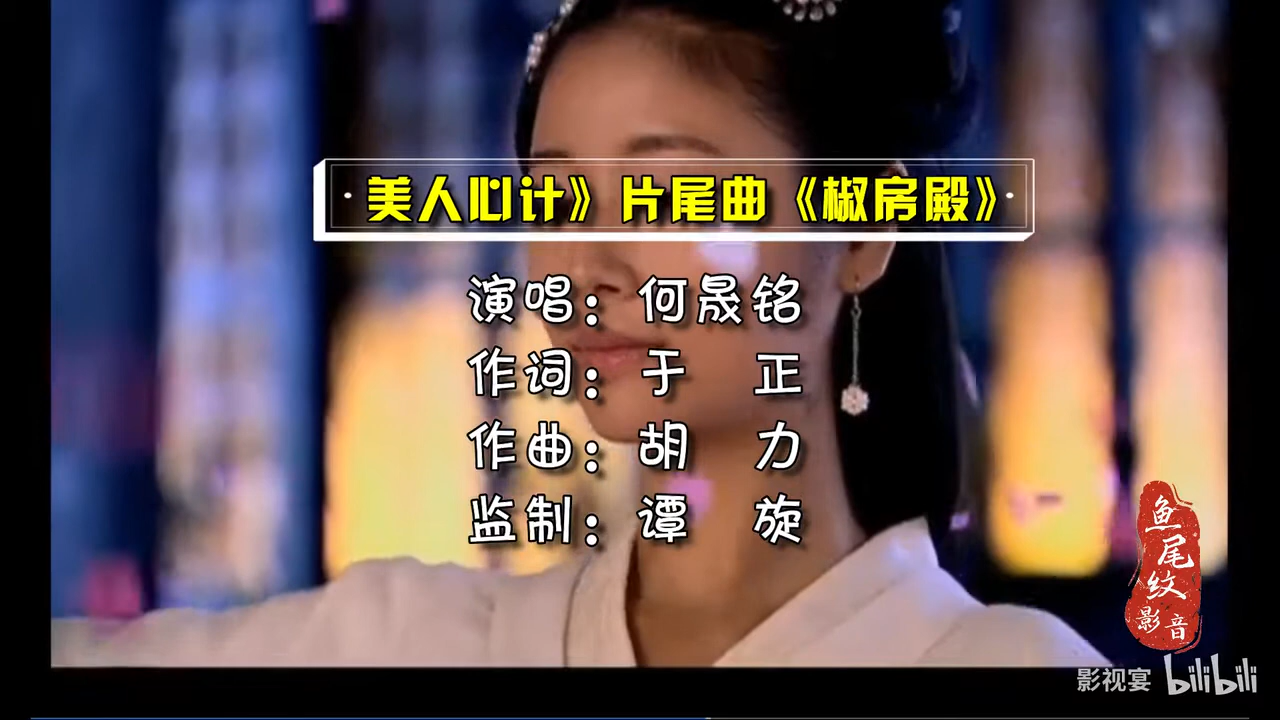 美人心计》片尾曲《椒房殿》
演唱：何晟铭
作词：于 正
作曲：胡 力
监制：谭 旋
鱼尾纹
影音
影视宴 bilibili